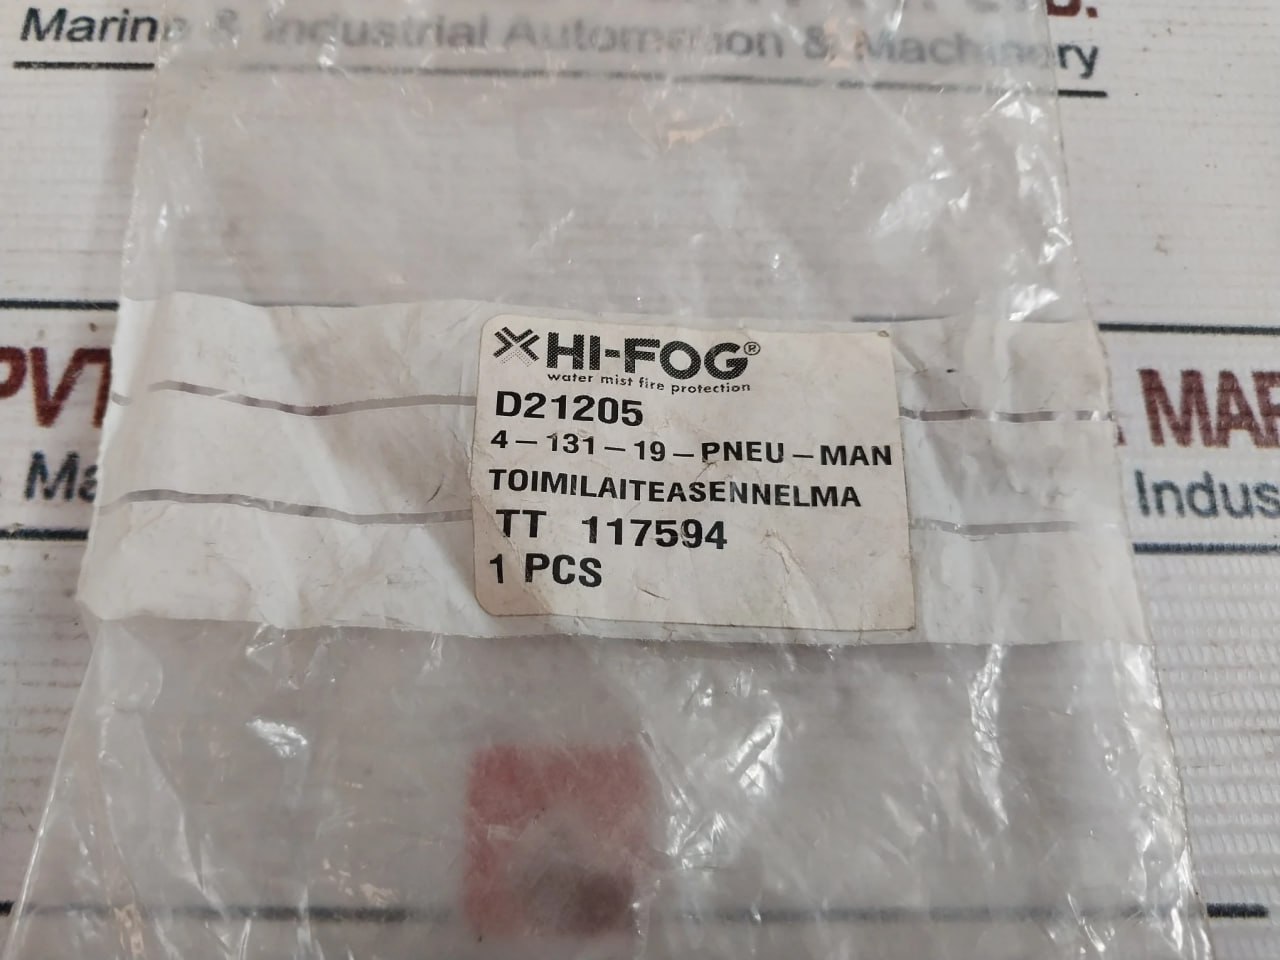 Marine & Industrial Automation & Machinery
HI-FOG®
water mist fire protection
D21205
4-131-19-PNEU-MAN
TOIMILAITEASENNELMA
TT 117594
1 PCS
PVT
MAR
Ma
Indus